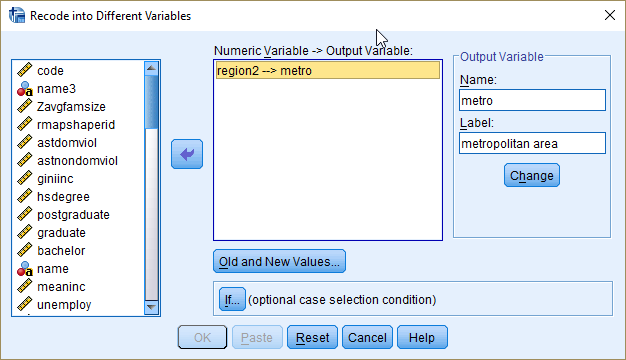 Recode into Different Variables
Numeric Variable -> Output Variable:
code
name3
Zavgfamsize
rmapshaperid
astdomviol
astnondomviol
giniinc
hsdegree
postgraduate
graduate
bachelor
name
meaninc
unemploy
region2 --> metro
Output Variable
Name:
metro
Label:
metropolitan area
Change
Old and New Values...
If... (optional case selection condition)
OK Paste Reset Cancel Help